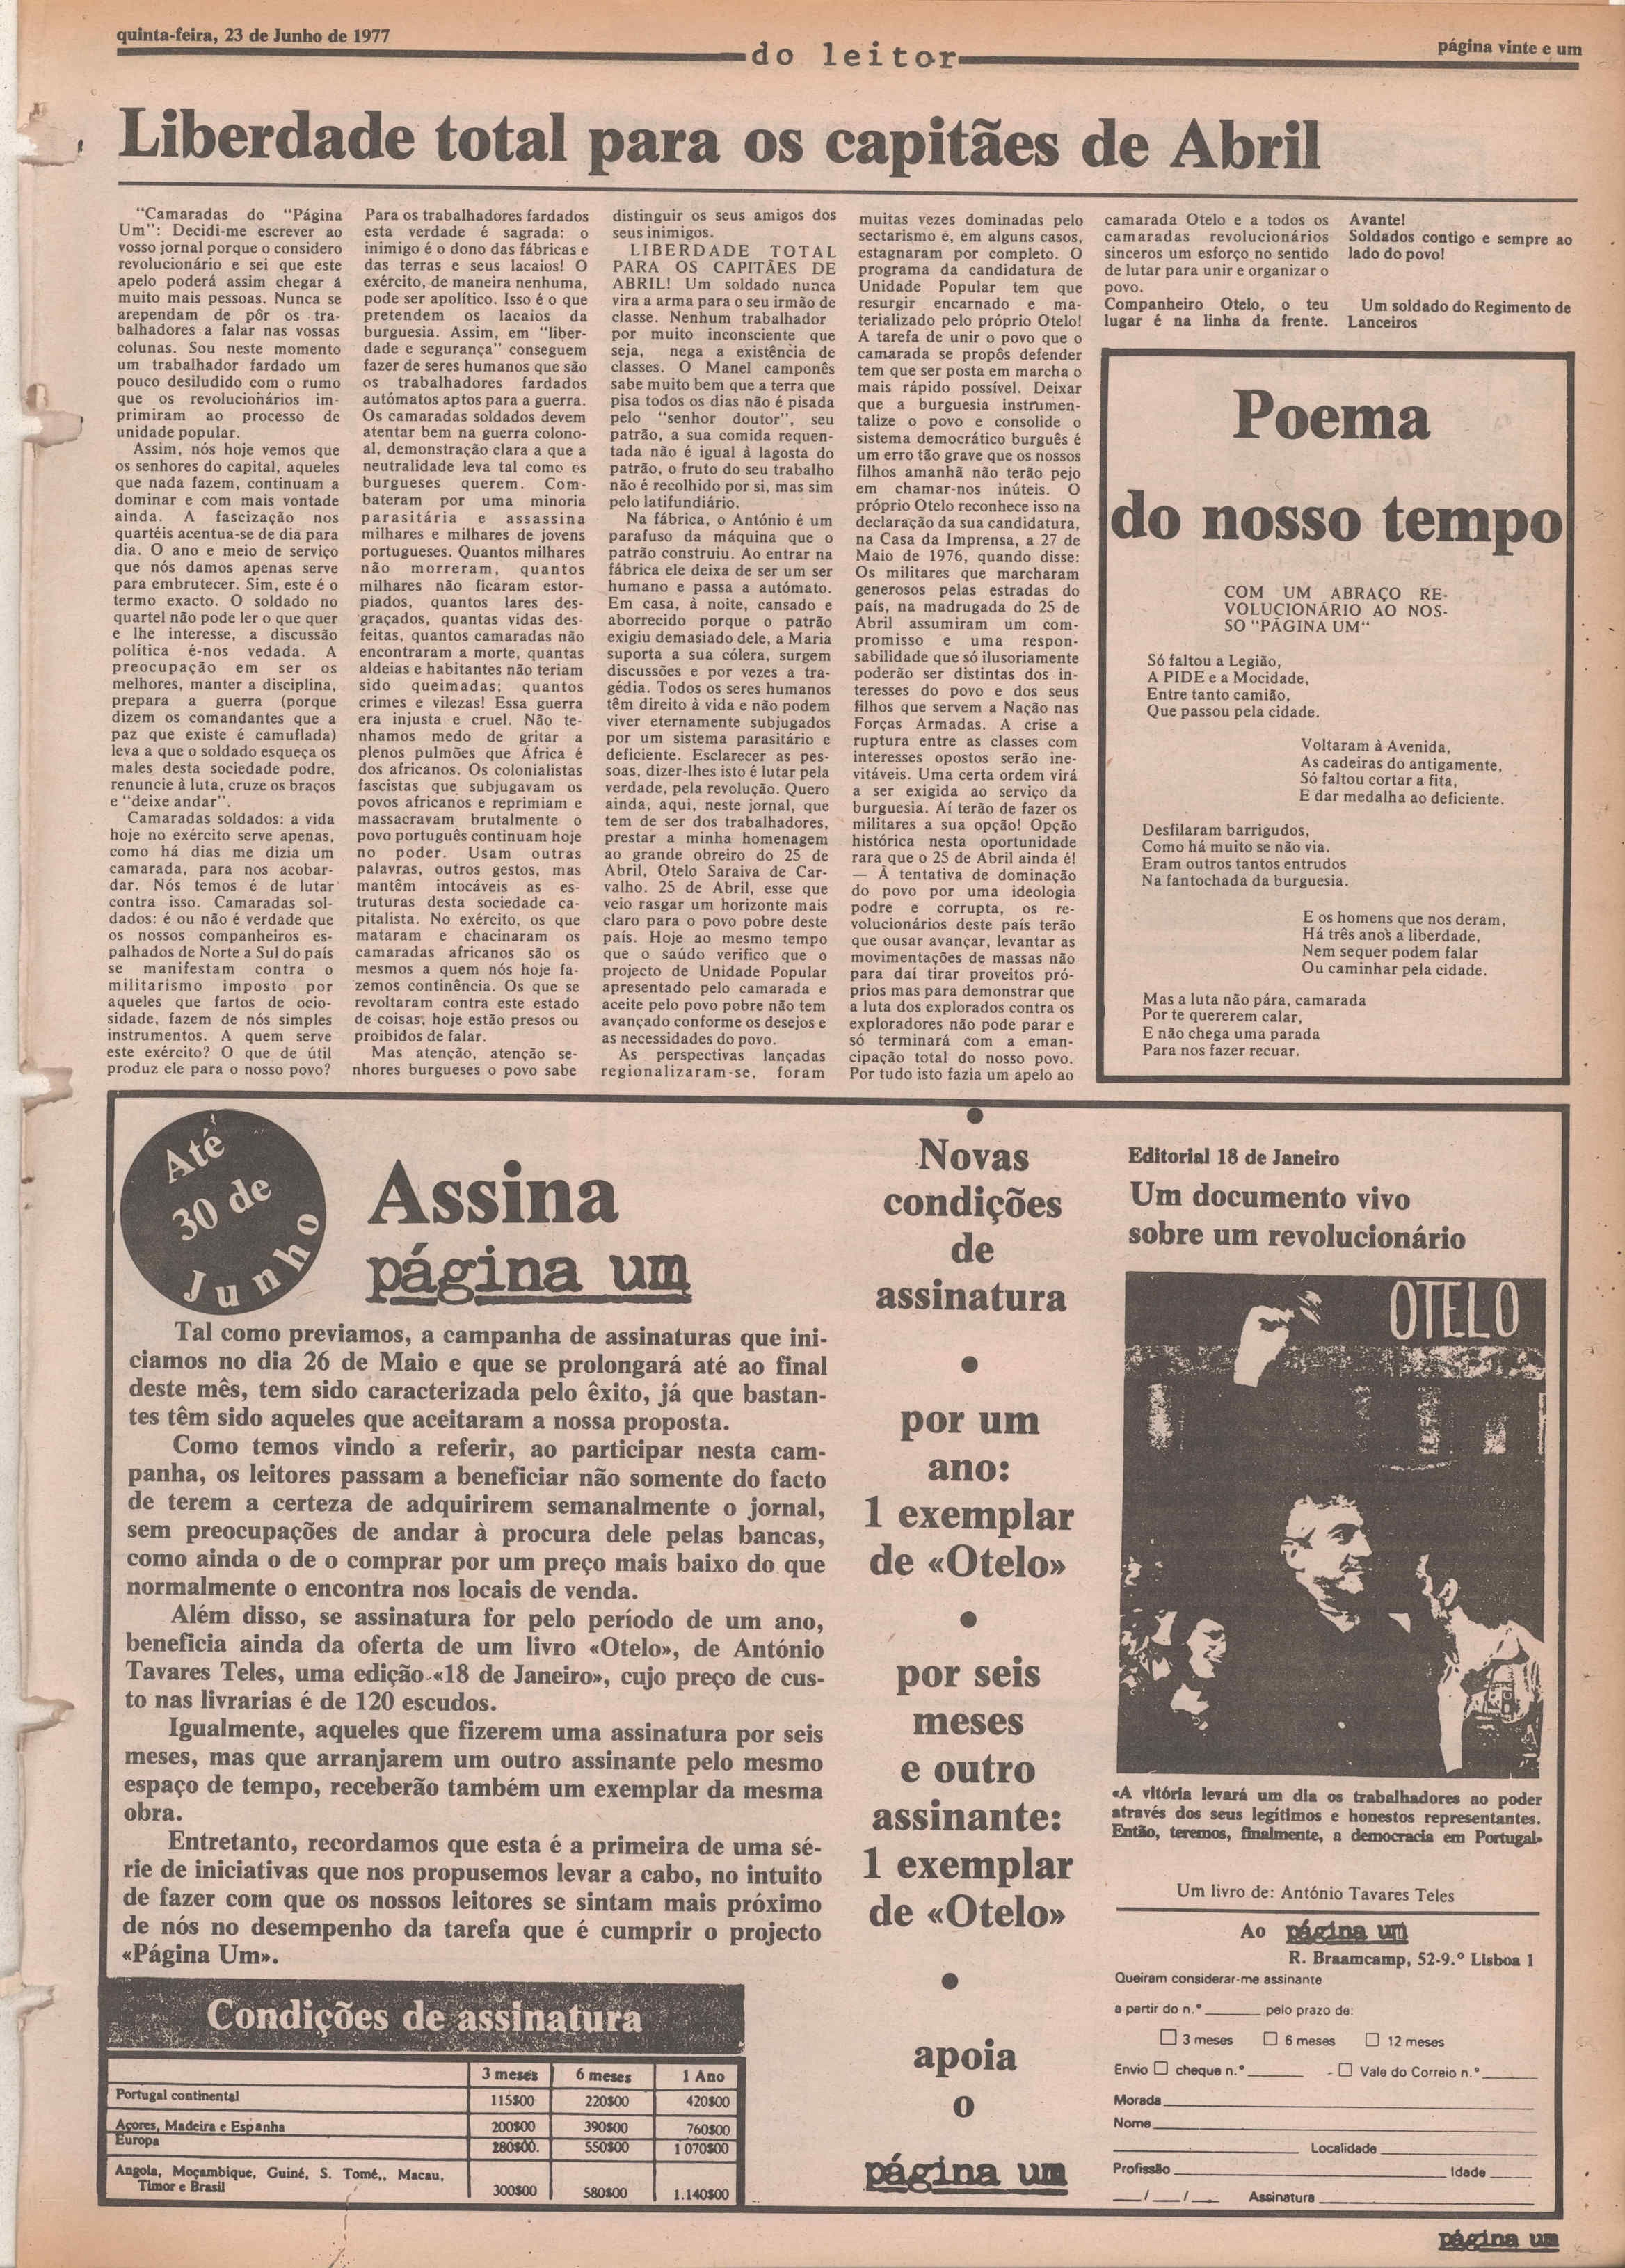 quinta-feira, 23 de Junho de 1977
do leitor
página vinte e um
Liberdade total para os capitães de Abril
"Camaradas do "Página
Um": Decidi-me escrever ao
vosso jornal porque o considero
revolucionário e sei que este
apelo poderá assim chegar á
muito mais pessoas. Nunca se
arependam de pôr os tra-
balhadores a falar nas vossas
colunas. Sou neste momento
um trabalhador fardado um
pouco desiludido com o rumo
que os revolucionários im-
primiram ao processo de
unidade popular.
Assim, nós hoje vemos que
os senhores do capital, aqueles
que nada fazem, continuam a
dominar e com mais vontade
ainda. A fascização nos
quartéis acentua-se de dia para
dia. O ano e meio de serviço
que nós damos apenas serve
para embrutecer. Sim, este é o
termo exacto. O soldado no
quartel não pode ler o que quer
e lhe interesse, a discussão
política é-nos vedada. A
preocupação em ser os
melhores, manter a disciplina,
prepara a guerra (porque
dizem os comandantes que a
paz que existe é camuflada)
leva a que o soldado esqueça os
males desta sociedade podre,
renuncie à luta, cruze os braços
e "deixe andar".
Camaradas soldados: a vida
hoje no exército serve apenas,
como há dias me dizia um
camarada, para nos acobar-
dar. Nós temos é de lutar
contra isso. Camaradas sol-
dados: é ou não é verdade que
os nossos companheiros es-
palhados de Norte a Sul do país
se manifestam contra o
militarismo imposto por
aqueles que fartos de ocio-
sidade, fazem de nós simples
instrumentos. A quem serve
este exército? O que de útil
produz ele para o nosso povo?
Para os trabalhadores fardados
esta verdade é sagrada: o
inimigo é o dono das fábricas e
das terras e seus lacaios! O
exército, de maneira nenhuma,
pode ser apolítico. Isso é o que
pretendem os lacaios da
burguesia. Assim, em "liber-
dade e segurança" conseguem
fazer de seres humanos que são
os trabalhadores fardados
autómatos aptos para a guerra.
Os camaradas soldados devem
atentar bem na guerra colono-
al, demonstração clara a que a
neutralidade leva tal como os
burgueses querem. Com-
bateram por uma minoria
parasitária e assassina
milhares e milhares de jovens
portugueses. Quantos milhares
não morreram, quantos
milhares não ficaram estor-
piados, quantos lares des-
graçados, quantas vidas des-
feitas, quantos camaradas não
encontraram a morte, quantas
aldeias e habitantes não teriam
sido queimadas; quantos
crimes e vilezas! Essa guerra
era injusta e cruel. Não te-
nhamos medo de gritar a
plenos pulmões que África é
dos africanos. Os colonialistas
fascistas que subjugavam os
povos africanos e reprimiam e
massacravam brutalmente o
povo português continuam hoje
no poder. Usam outras
palavras, outros gestos, mas
mantêm intocáveis as es-
truturas desta sociedade ca-
pitalista. No exército, os que
mataram e chacinaram os
camaradas africanos são os
mesmos a quem nós hoje fa-
zemos continência. Os que se
revoltaram contra este estado
de coisas, hoje estão presos ou
proibidos de falar.
Mas atenção, atenção se-
nhores burgueses o povo sabe
distinguir os seus amigos dos
seus inimigos.
LIBERDADE TOTAL
PARA OS CAPITÃES DE
ABRIL! Um soldado nunca
vira a arma para o seu irmão de
classe. Nenhum trabalhador
por muito inconsciente que
seja, nega a existência de
classes. O Manel camponês
sabe muito bem que a terra que
pisa todos os dias não é pisada
pelo "senhor doutor", seu
patrão, a sua comida requen-
tada não é igual à lagosta do
patrão, o fruto do seu trabalho
não é recolhido por si, mas sim
pelo latifundiário.
Na fábrica, o António é um
parafuso da máquina que o
patrão construiu. Ao entrar na
fábrica ele deixa de ser um ser
humano e passa a autómato.
Em casa, à noite, cansado e
aborrecido porque o patrão
exigiu demasiado dele, a Maria
suporta a sua cólera, surgem
discussões e por vezes a tra-
gédia. Todos os seres humanos
têm direito à vida e não podem
viver eternamente subjugados
por um sistema parasitário e
deficiente. Esclarecer as pes-
soas, dizer-lhes isto é lutar pela
verdade, pela revolução. Quero
ainda, aqui, neste jornal, que
tem de ser dos trabalhadores,
prestar a minha homenagem
ao grande obreiro do 25 de
Abril, Otelo Saraiva de Car-
valho. 25 de Abril, esse que
veio rasgar um horizonte mais
claro para o povo pobre deste
país. Hoje ao mesmo tempo
que o saúdo verifico que o
projecto de Unidade Popular
apresentado pelo camarada e
aceite pelo povo pobre não tem
avançado conforme os desejos e
as necessidades do povo.
As perspectivas lançadas
regionalizaram-se, foram
muitas vezes dominadas pelo
sectarismo e, em alguns casos,
estagnaram por completo. O
programa da candidatura de
Unidade Popular tem que
resurgir encarnado e ma-
terializado pelo próprio Otelo!
A tarefa de unir o povo que o
camarada se propôs defender
tem que ser posta em marcha o
mais rápido possível. Deixar
que a burguesia instrumen-
talize o povo e consolide o
sistema democrático burguês é
um erro tão grave que os nossos
filhos amanhã não terão pejo
em chamar-nos inúteis. O
próprio Otelo reconhece isso na
declaração da sua candidatura,
na Casa da Imprensa, a 27 de
Maio de 1976, quando disse:
Os militares que marcharam
generosos pelas estradas do
país, na madrugada do 25 de
Abril assumiram um com-
promisso e uma respon-
sabilidade que só ilusoriamente
poderão ser distintas dos in-
teresses do povo e dos seus
filhos que servem a Nação nas
Forças Armadas. A crise a
ruptura entre as classes com
interesses opostos serão ine-
vitáveis. Uma certa ordem virá
a ser exigida ao serviço da
burguesia. Aí terão de fazer os
militares a sua opção! Opção
histórica nesta oportunidade
rara que o 25 de Abril ainda é!
— A tentativa de dominação
do povo por uma ideologia
podre e corrupta, os re-
volucionários deste país terão
que ousar avançar, levantar as
movimentações de massas não
para daí tirar proveitos pró-
prios mas para demonstrar que
a luta dos explorados contra os
exploradores não pode parar e
só terminará com a eman-
cipação total do nosso povo.
Por tudo isto fazia um apelo ao
camarada Otelo e a todos os
camaradas revolucionários
sinceros um esforço no sentido
de lutar para unir e organizar o
povo.
Companheiro Otelo, o teu
lugar é na linha da frente.
Avante!
Soldados contigo e sempre ao
lado do povo!
Um soldado do Regimento de
Lanceiros
Poema
do nosso tempo
COM UM ABRAÇO RE-
VOLUCIONÁRIO AO NOS-
SO "PÁGINA UM"
Só faltou a Legião,
A PIDE e a Mocidade,
Entre tanto camião,
Que passou pela cidade.
Voltaram à Avenida,
As cadeiras do antigamente,
Só faltou cortar a fita,
E dar medalha ao deficiente.
Desfilaram barrigudos,
Como há muito se não via.
Eram outros tantos entrudos
Na fantochada da burguesia.
E os homens que nos deram,
Há três anos a liberdade,
Nem sequer podem falar
Ou caminhar pela cidade.
Mas a luta não pára, camarada
Por te quererem calar,
E não chega uma parada
Para nos fazer recuar.
Até
30 de
Junho
Assina
página um
Tal como previamos, a campanha de assinaturas que ini-
ciamos no dia 26 de Maio e que se prolongará até ao final
deste mês, tem sido caracterizada pelo êxito, já que bastan-
tes têm sido aqueles que aceitaram a nossa proposta.
Como temos vindo a referir, ao participar nesta cam-
panha, os leitores passam a beneficiar não somente do facto
de terem a certeza de adquirirem semanalmente o jornal,
sem preocupações de andar à procura dele pelas bancas,
como ainda o de o comprar por um preço mais baixo do que
normalmente o encontra nos locais de venda.
Além disso, se assinatura for pelo período de um ano,
beneficia ainda da oferta de um livro «Otelo», de António
Tavares Teles, uma edição «18 de Janeiro», cujo preço de cus-
to nas livrarias é de 120 escudos.
Igualmente, aqueles que fizerem uma assinatura por seis
meses, mas que arranjarem um outro assinante pelo mesmo
espaço de tempo, receberão também um exemplar da mesma
obra.
Entretanto, recordamos que esta é a primeira de uma sé-
rie de iniciativas que nos propusemos levar a cabo, no intuito
de fazer com que os nossos leitores se sintam mais próximo
de nós no desempenho da tarefa que é cumprir o projecto
«Página Um».
Condições de assinatura
3 meses 6 meses 1 Ano
Portugal continental 115$00 220$00 420$00
Açores, Madeira e Espanha 200$00 390$00 760$00
Europa 280$00. 550$00 1 070$00
Angola, Moçambique, Guiné, S. Tomé,, Macau,
Timor e Brasil 300$00 580$00 1.140$00
• Novas
condições
de
assinatura
•
por um
ano:
1 exemplar
de «Otelo»
•
por seis
meses
e outro
assinante:
1 exemplar
de «Otelo»
•
apoia
o
página um
Editorial 18 de Janeiro
Um documento vivo
sobre um revolucionário
OTELO
«A vitória levará um dia os trabalhadores ao poder
através dos seus legítimos e honestos representantes.
Então, teremos, finalmente, a democracia em Portugal»
Um livro de: António Tavares Teles
Ao página um
R. Braamcamp, 52-9.º Lisboa 1
Queiram considerar-me assinante
a partir do n.º ______ pelo prazo de:
☐ 3 meses ☐ 6 meses ☐ 12 meses
Envio ☐ cheque n.º ______ - ☐ Vale do Correio n.º ______
Morada ______
Nome ______
______ Localidade ______
Profissão ______ Idade ____
__/__/__ Assinatura ______
página um